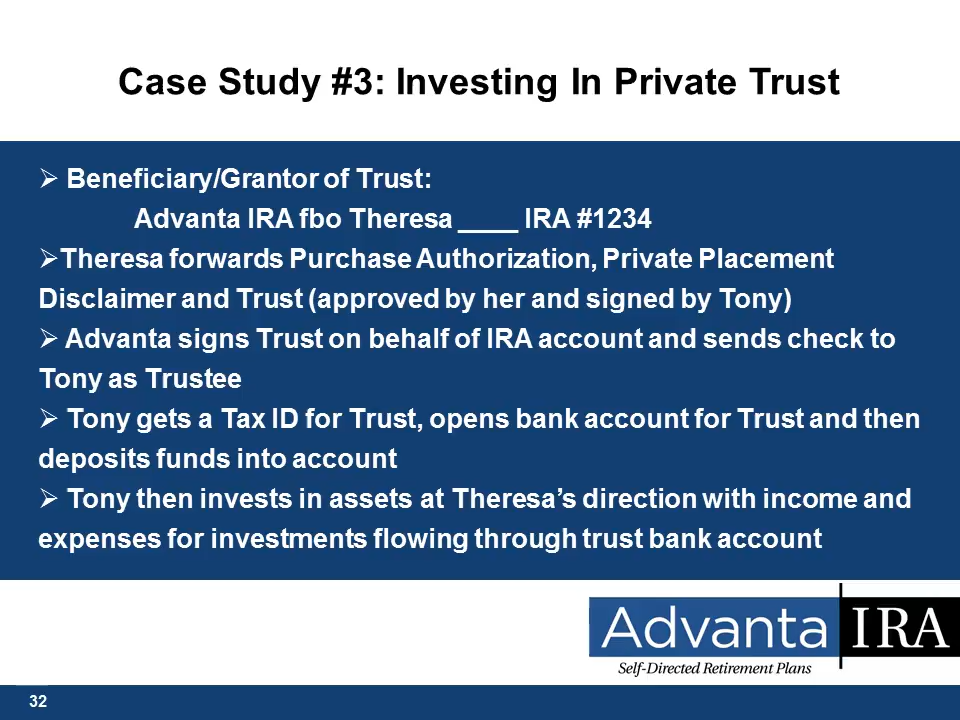 Case Study #3: Investing In Private Trust
➢ Beneficiary/Grantor of Trust:
Advanta IRA fbo Theresa ____ IRA #1234
➢Theresa forwards Purchase Authorization, Private Placement
Disclaimer and Trust (approved by her and signed by Tony)
➢ Advanta signs Trust on behalf of IRA account and sends check to
Tony as Trustee
➢ Tony gets a Tax ID for Trust, opens bank account for Trust and then
deposits funds into account
➢ Tony then invests in assets at Theresa’s direction with income and
expenses for investments flowing through trust bank account
Advanta IRA
Self-Directed Retirement Plans
32